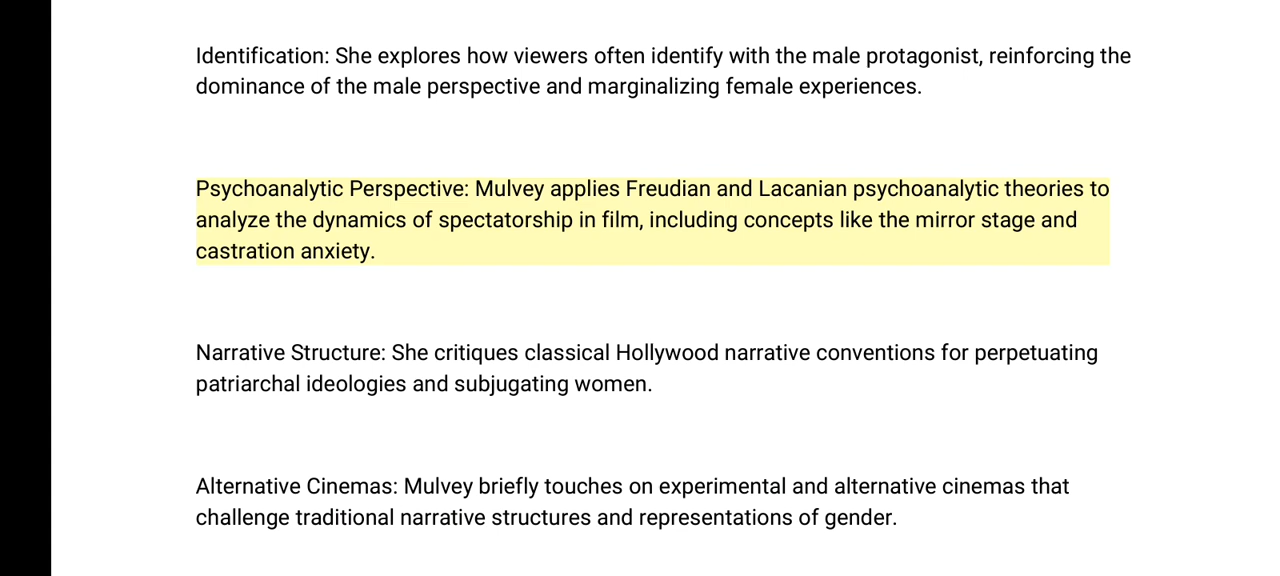 Identification: She explores how viewers often identify with the male protagonist, reinforcing the
dominance of the male perspective and marginalizing female experiences.
Psychoanalytic Perspective: Mulvey applies Freudian and Lacanian psychoanalytic theories to
analyze the dynamics of spectatorship in film, including concepts like the mirror stage and
castration anxiety.
Narrative Structure: She critiques classical Hollywood narrative conventions for perpetuating
patriarchal ideologies and subjugating women.
Alternative Cinemas: Mulvey briefly touches on experimental and alternative cinemas that
challenge traditional narrative structures and representations of gender.